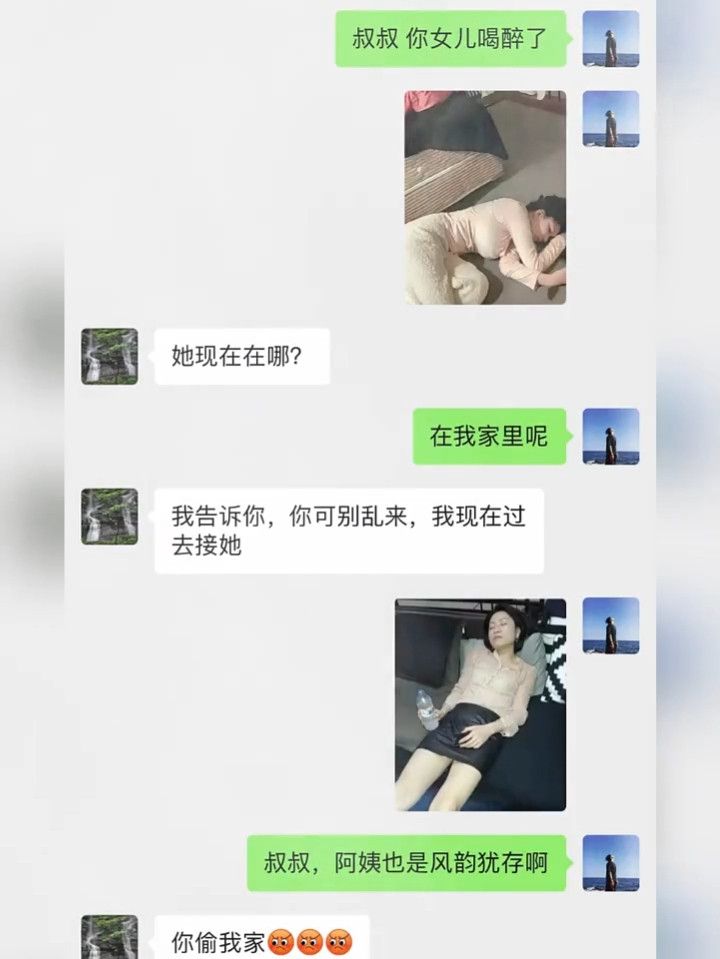 叔叔 你女儿喝醉了
她现在在哪?
在我家里呢
我告诉你，你可别乱来，我现在过
去接她
叔叔，阿姨也是风韵犹存啊
你偷我家😡😡😡